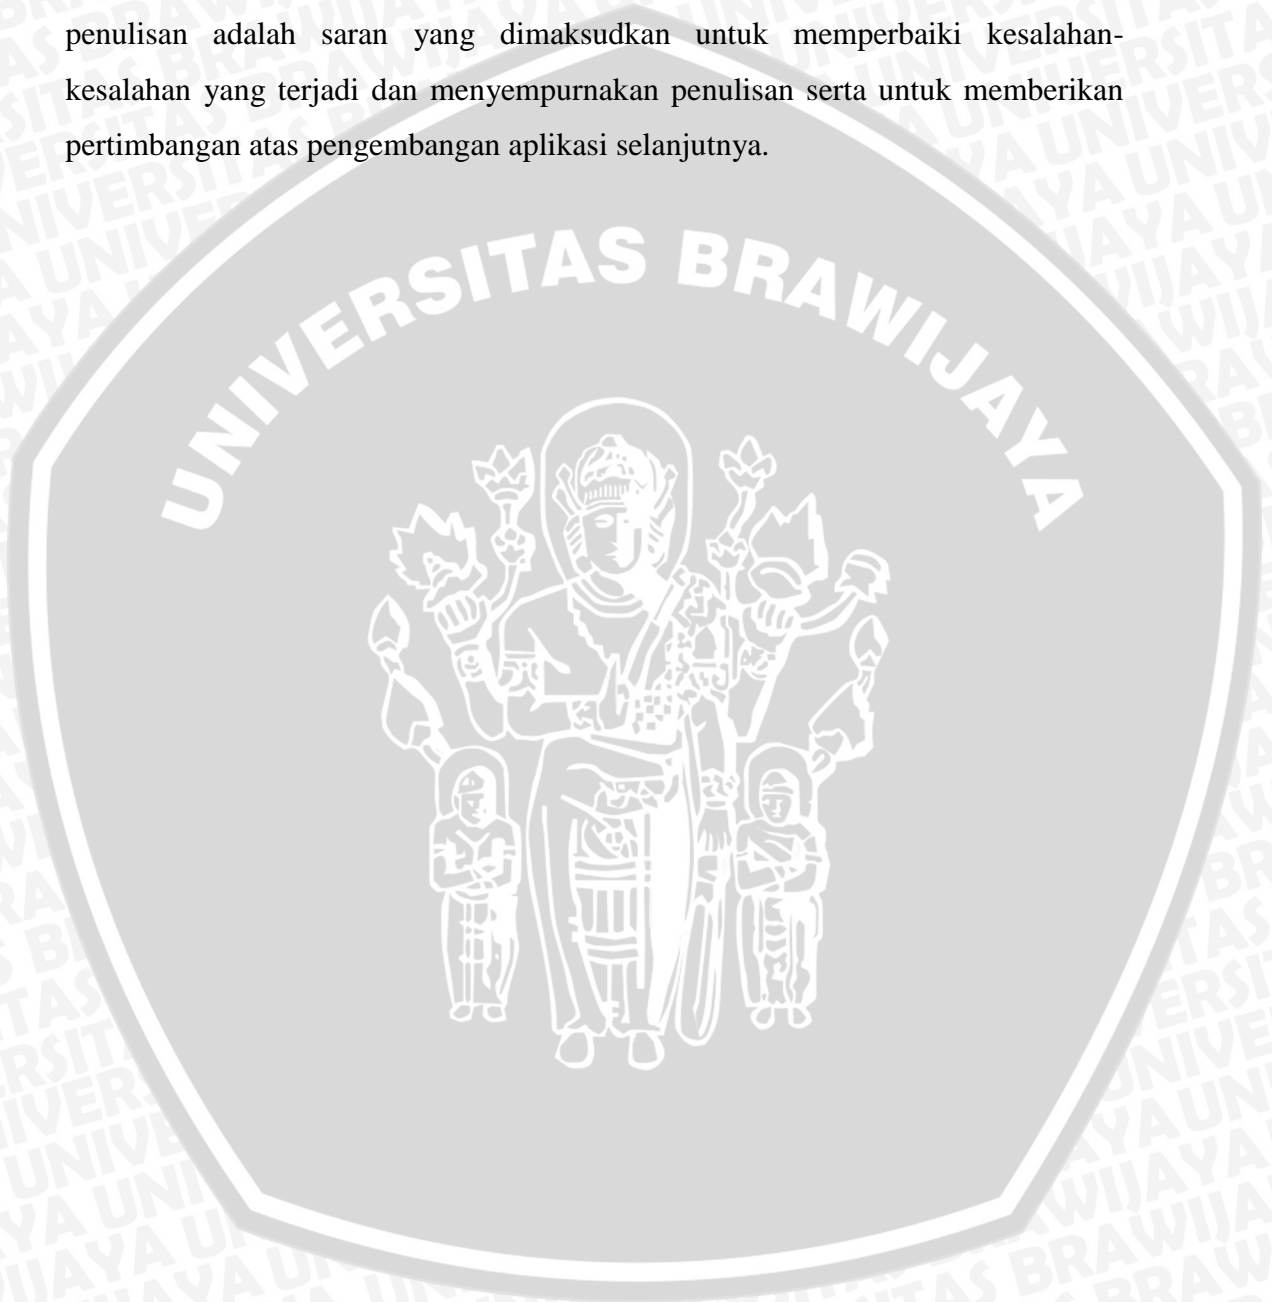 penulisan adalah saran yang dimaksudkan untuk memperbaiki kesalahan-
kesalahan yang terjadi dan menyempurnakan penulisan serta untuk memberikan
pertimbangan atas pengembangan aplikasi selanjutnya.
UNIVERSITAS BRAWIJAYA